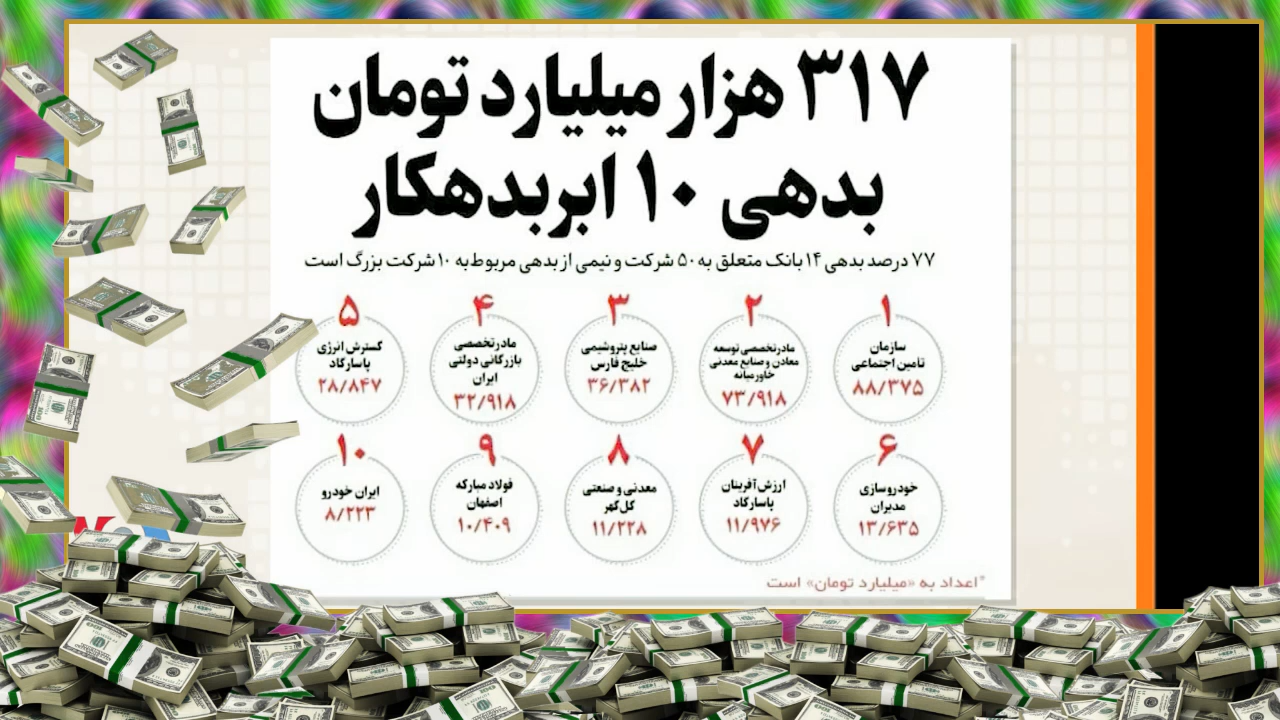 ۳۱۷ هزار میلیارد تومان
بدهی ۱۰ ابربدهکار
۷۷ درصد بدهی ۱۴ بانک متعلق به ۵۰ شرکت و نیمی از بدهی مربوط به ۱۰ شرکت بزرگ است
۱
سازمان
تامین اجتماعی
۸۸/۳۷۵
۲
مادرتخصصی توسعه
معادن و صنایع معدنی
خاورمیانه
۷۳/۹۱۸
۳
صنایع پتروشیمی
خلیج فارس
۳۶/۳۸۲
۴
مادرتخصصی
بازرگانی دولتی
ایران
۳۲/۹۱۸
۵
گسترش انرژی
پاسارگاد
۲۸/۸۴۷
۶
خودروسازی
مدیران
۱۳/۶۳۵
۷
ارزش آفرینان
پاسارگاد
۱۱/۹۷۶
۸
معدنی و صنعتی
گل گهر
۱۱/۲۲۸
۹
فولاد مبارکه
اصفهان
۱۰/۴۰۹
۱۰
ایران خودرو
۸/۲۲۳
*اعداد به «میلیارد تومان» است